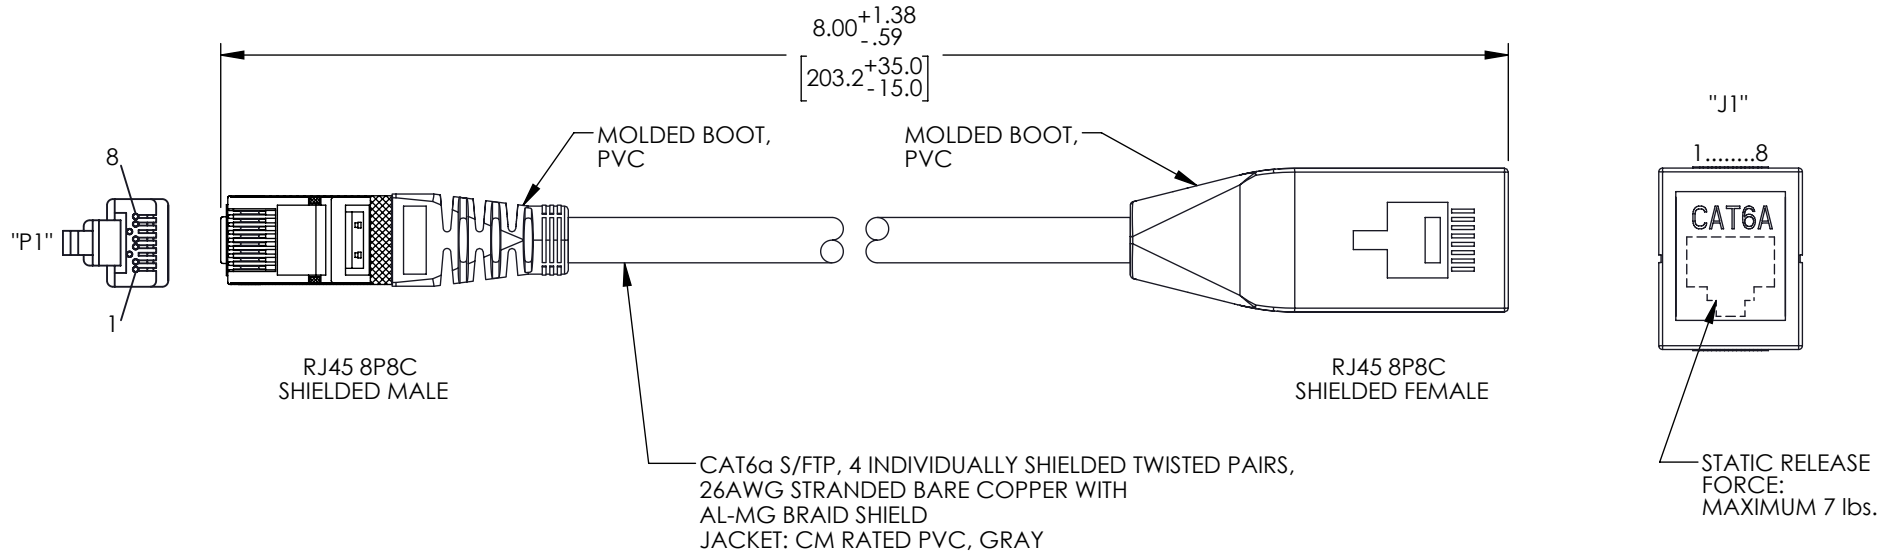 8.00 +1.38 -.59
[203.2 +35.0 -15.0]
"J1"
MOLDED BOOT,
PVC
MOLDED BOOT,
PVC
8
1........8
"P1"
CAT6A
1
RJ45 8P8C
SHIELDED MALE
RJ45 8P8C
SHIELDED FEMALE
CAT6a S/FTP, 4 INDIVIDUALLY SHIELDED TWISTED PAIRS,
26AWG STRANDED BARE COPPER WITH
AL-MG BRAID SHIELD
JACKET: CM RATED PVC, GRAY
STATIC RELEASE
FORCE:
MAXIMUM 7 lbs.